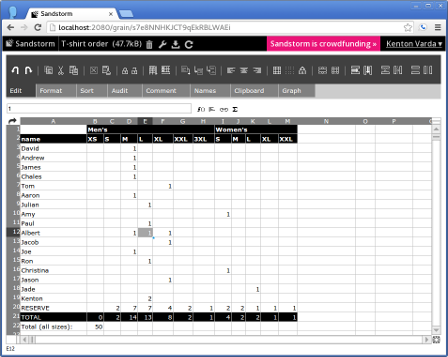 Sandstorm
localhost:2080/grain/s7e8NNHKJCT9qEkRBLWAEi
Sandstorm T-shirt order (47.7kB) Sandstorm is crowdfunding » Kenton Varda
Edit Format Sort Audit Comment Names Clipboard Graph
1
A B C D E F G H I J K L M N O P
1 Men's Women's
2 name XS S M L XL XXL 3XL S M L XL XXL
3 David 1
4 Andrew 1
5 James 1
6 Chales 1
7 Tom 1
8 Aaron 1
9 Julian 1
10 Amy 1
11 Paul 1
12 Albert 1 1 1
13 Jacob 1
14 Joe 1
15 Ron 1
16 Christina 1
17 Jason 1
18 Jade 1
19 Kenton 2
20 RESERVE 2 7 7 4 2 1 2 2 1 1 1
21 TOTAL 0 2 14 13 8 2 1 4 2 2 1 1
22 Total (all sizes): 50
E12